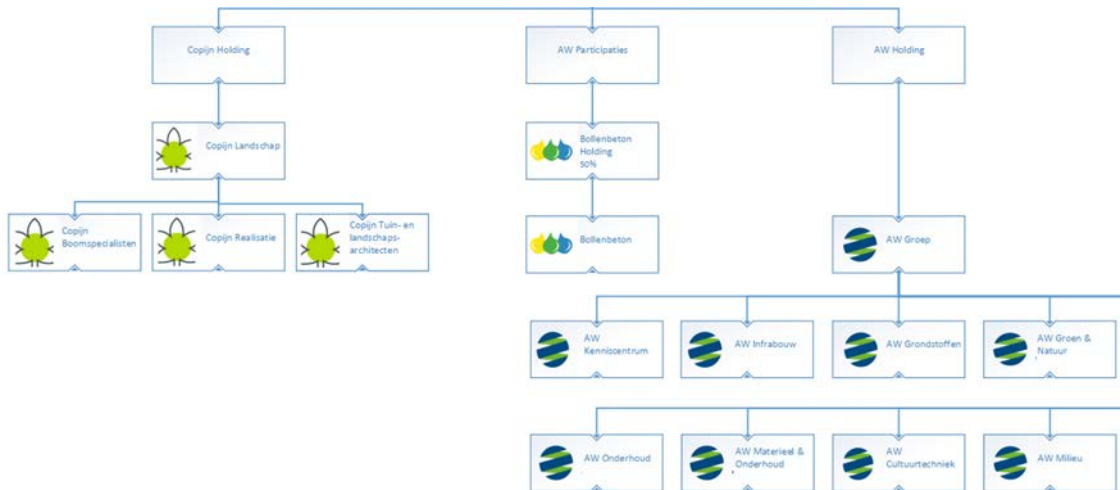 Copijn Holding
AW Participaties
AW Holding
Copijn Landschap
Bollenbeton
Holding
50%
Copijn
Boomspecialisten
Copijn Realisatie
Copijn Tuin- en
landschaps-
architecten
Bollenbeton
AW Groep
AW
Kenniscentrum
AW Infrabouw
AW Grondstoffen
AW Groen &
Natuur
AW Onderhoud
AW Materieel &
Onderhoud
AW
Cultuurtechniek
AW Milieu